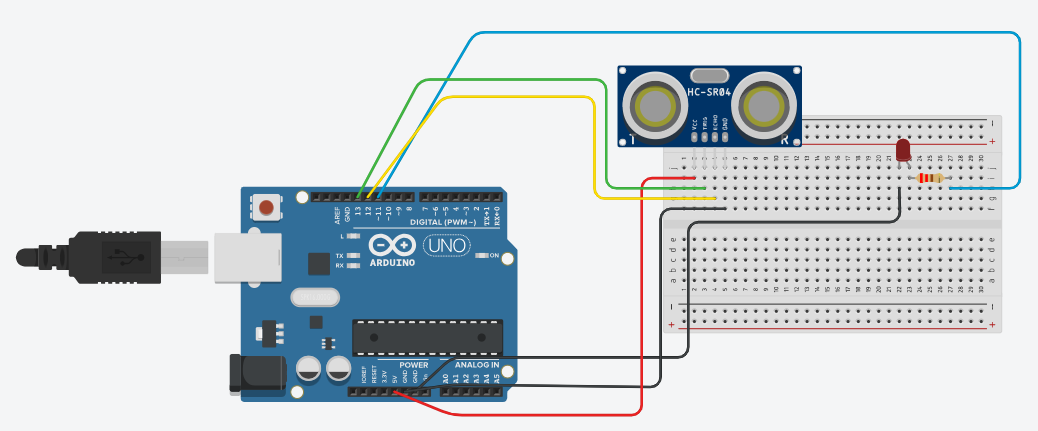 HC-SR04
VCC
TRIG
ECHO
GND
T R
AREF
GND
13
12
~11
~10
~9
8
7
~6
~5
4
~3
2
TX→1
RX←0
DIGITAL (PWM~)
L
TX
RX
UNO
ON
ARDUINO
POWER
ANALOG IN
IOREF
RESET
3.3V
5V
GND
GND
A0
A1
A2
A3
A4
A5
j
i
h
g
f
e
d
c
b
a
- +